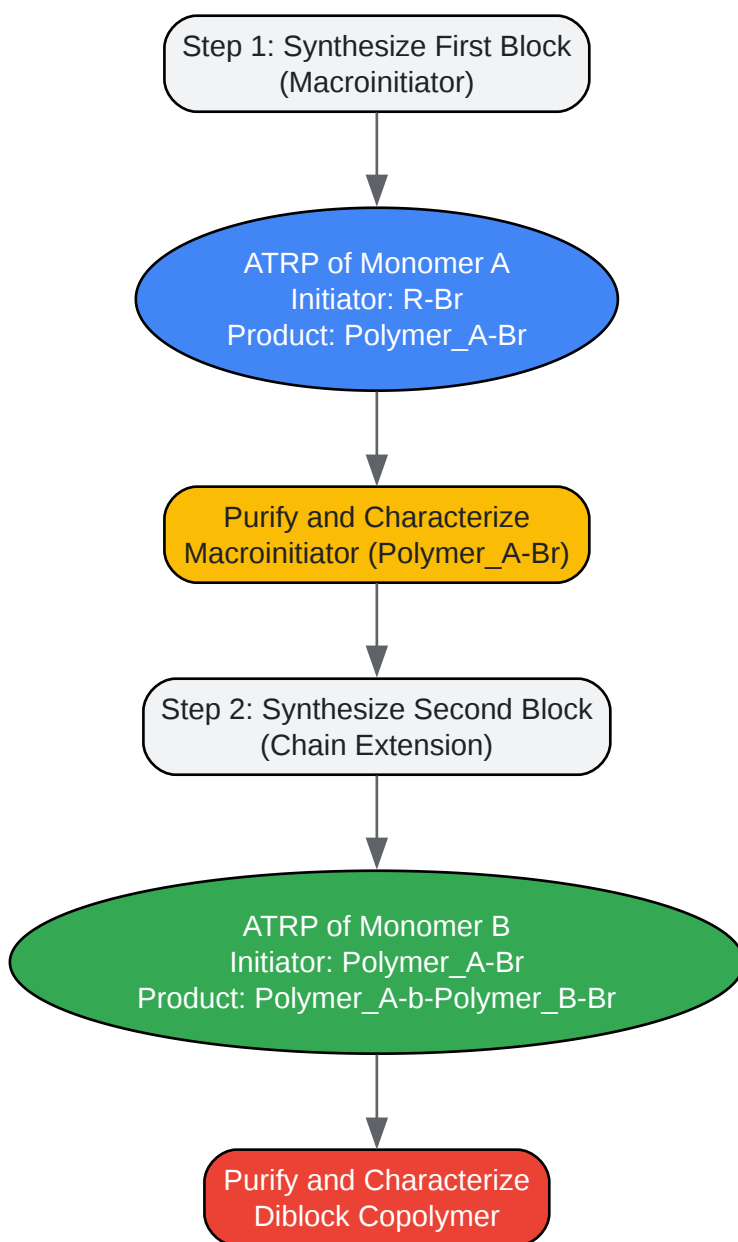 Step 1: Synthesize First Block
(Macroinitiator)
ATRP of Monomer A
Initiator: R-Br
Product: Polymer_A-Br
Purify and Characterize
Macroinitiator (Polymer_A-Br)
Step 2: Synthesize Second Block
(Chain Extension)
ATRP of Monomer B
Initiator: Polymer_A-Br
Product: Polymer_A-b-Polymer_B-Br
Purify and Characterize
Diblock Copolymer